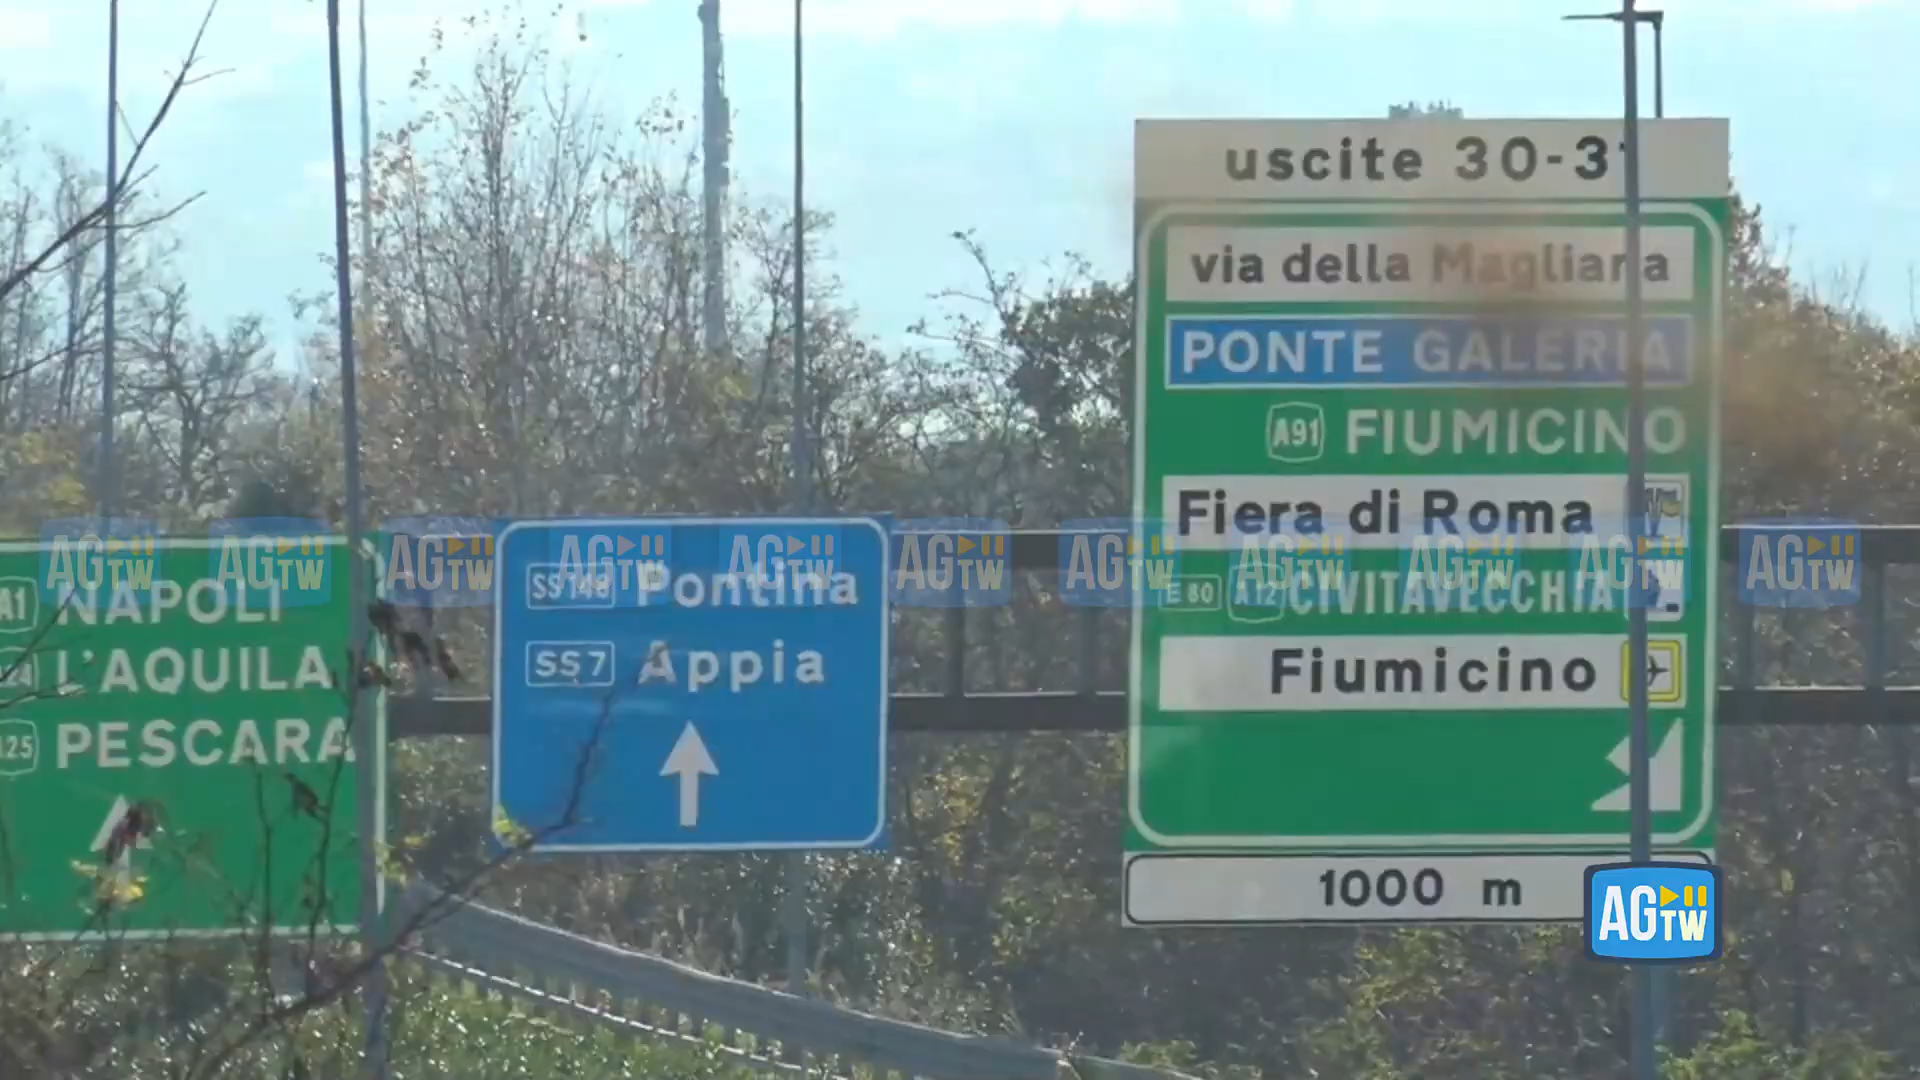 A1 NAPOLI
L'AQUILA
PESCARA
SS148 Pontina
SS7 Appia
uscite 30-31
via della Magliana
PONTE GALERIA
A91 FIUMICINO
Fiera di Roma
E 80 A12 CIVITAVECCHIA
Fiumicino
1000 m
AGTW